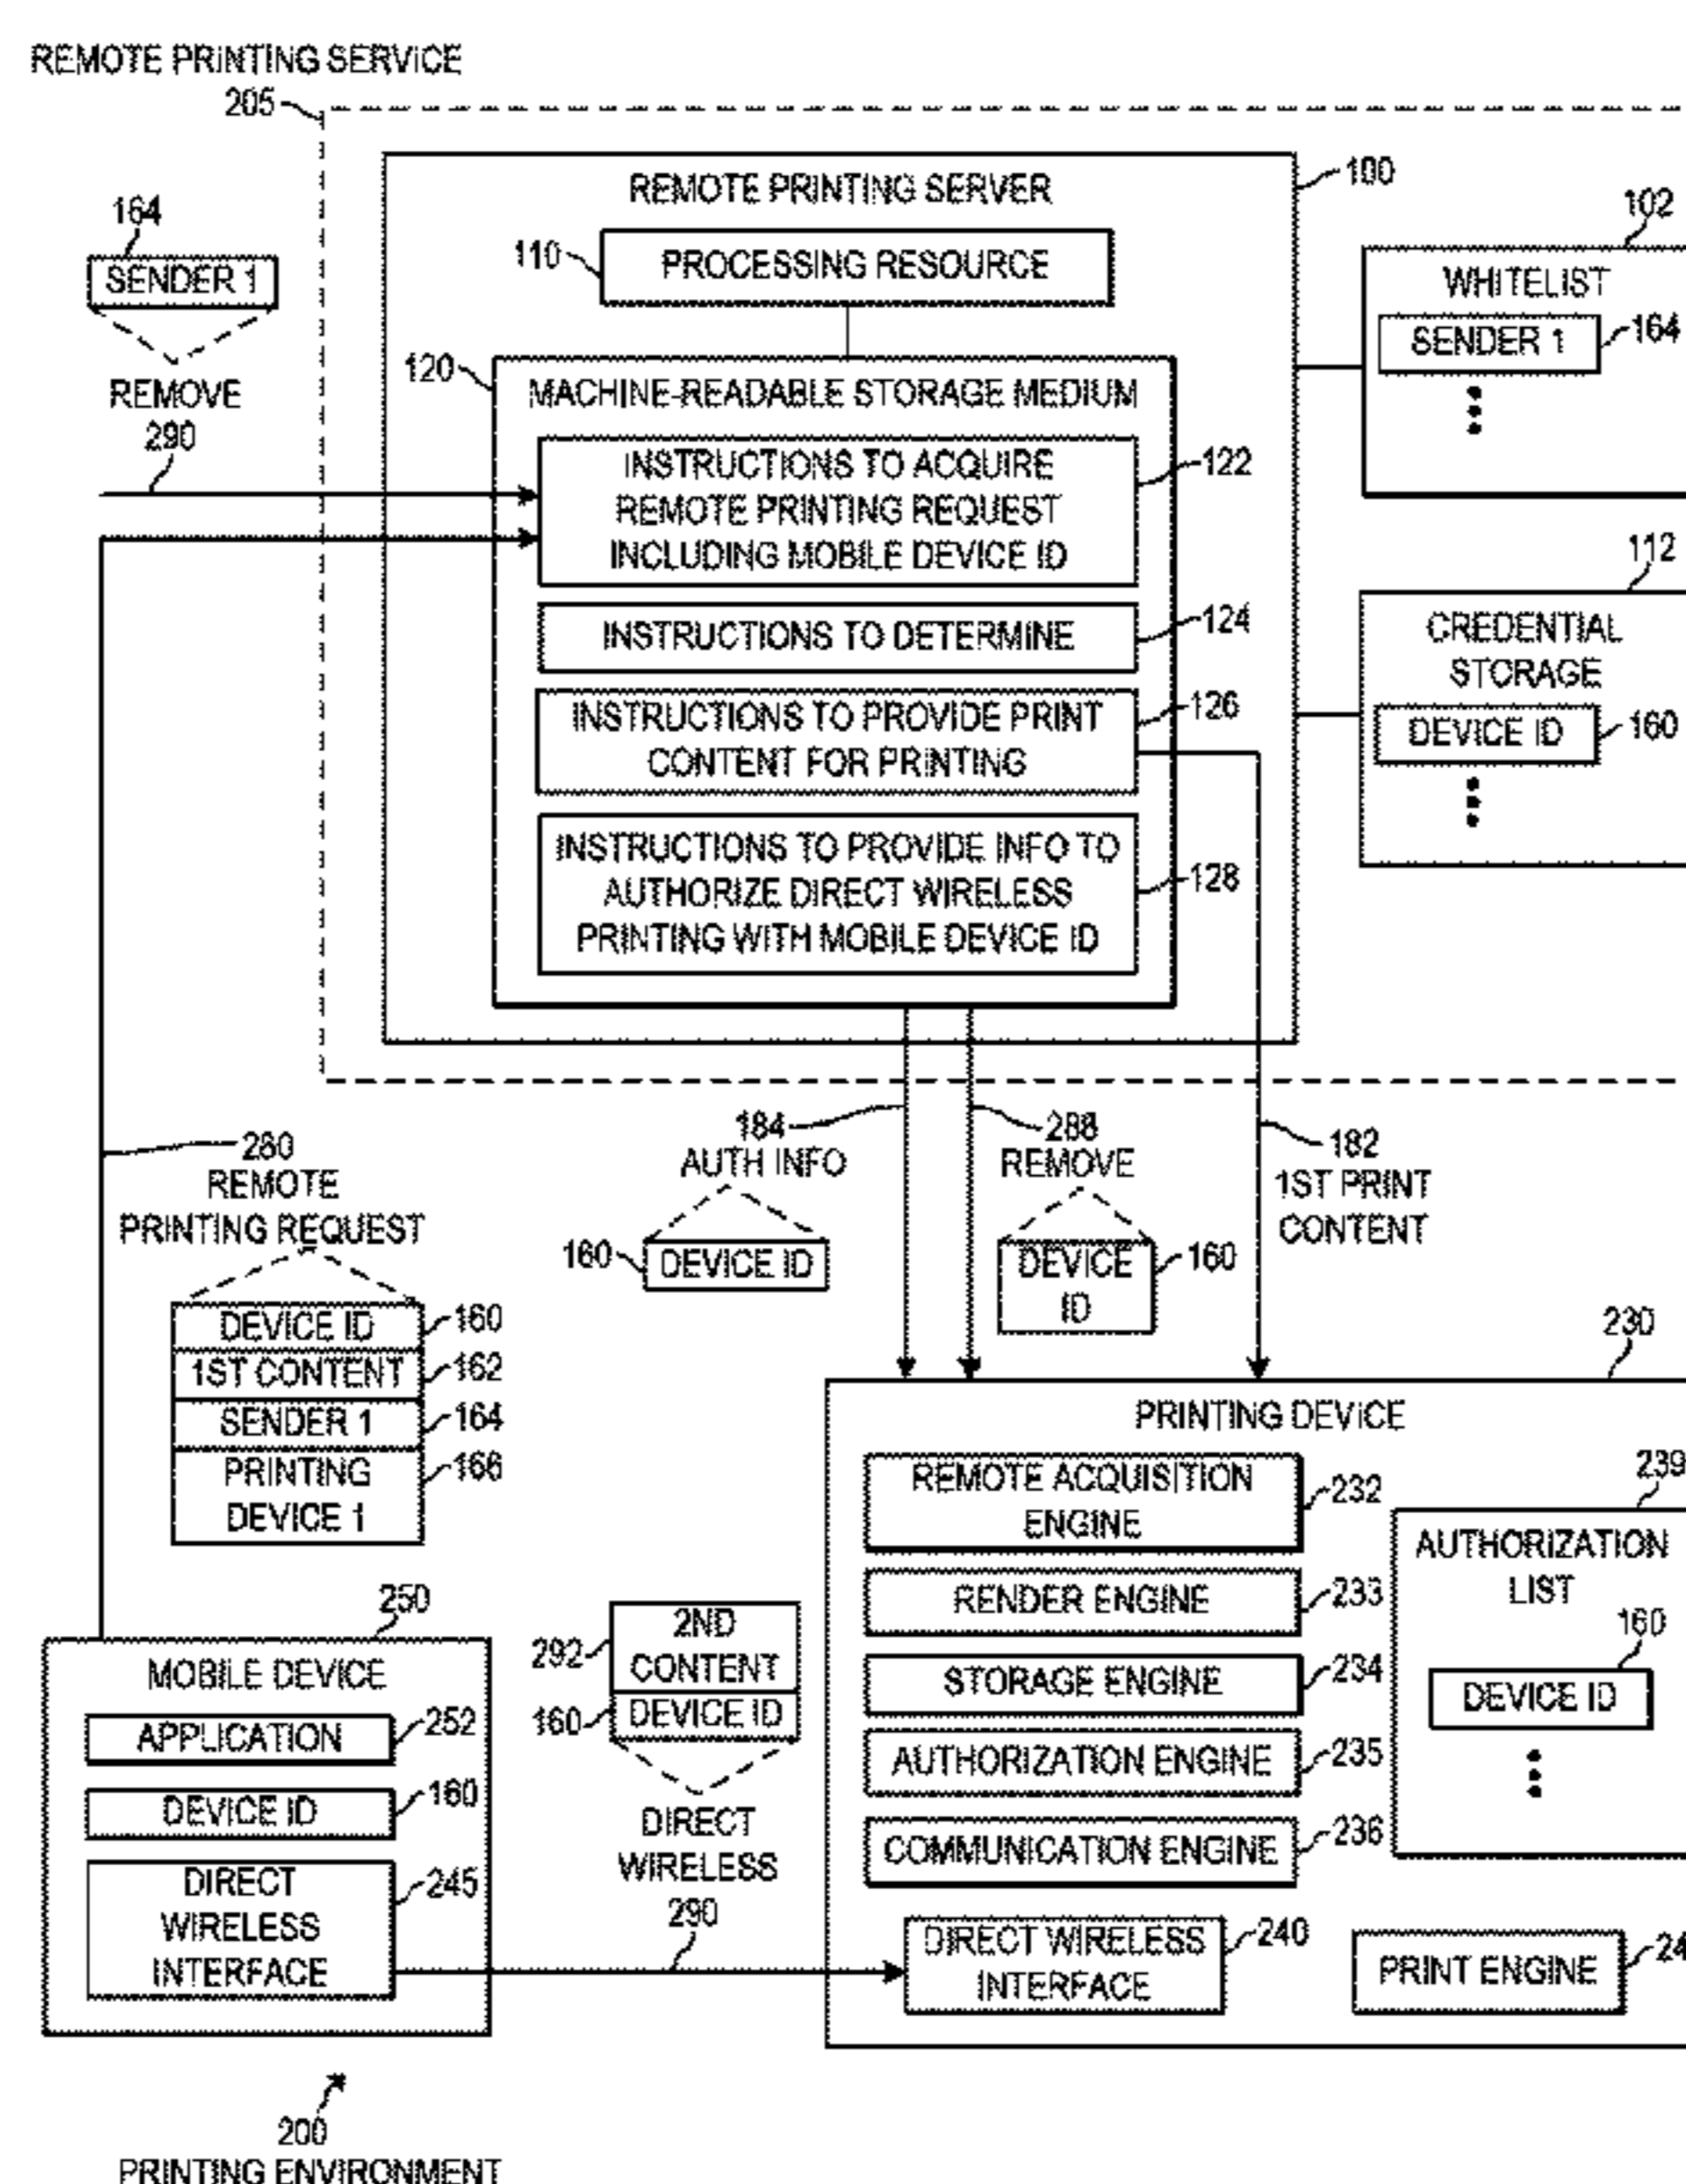 REMOTE PRINTING SERVICE
205
REMOTE PRINTING SERVER
100
110
PROCESSING RESOURCE
102
WHITELIST
SENDER 1
164
164
SENDER 1
REMOVE
290
120
MACHINE-READABLE STORAGE MEDIUM
INSTRUCTIONS TO ACQUIRE
REMOTE PRINTING REQUEST
INCLUDING MOBILE DEVICE ID
122
INSTRUCTIONS TO DETERMINE
124
INSTRUCTIONS TO PROVIDE PRINT
CONTENT FOR PRINTING
126
INSTRUCTIONS TO PROVIDE INFO TO
AUTHORIZE DIRECT WIRELESS
PRINTING WITH MOBILE DEVICE ID
128
112
CREDENTIAL
STORAGE
DEVICE ID
160
184
AUTH INFO
160
DEVICE ID
288
REMOVE
DEVICE
ID
160
182
1ST PRINT
CONTENT
280
REMOTE
PRINTING REQUEST
DEVICE ID
160
1ST CONTENT
162
SENDER 1
164
PRINTING
DEVICE 1
166
230
PRINTING DEVICE
REMOTE ACQUISITION
ENGINE
232
RENDER ENGINE
233
STORAGE ENGINE
234
AUTHORIZATION ENGINE
235
COMMUNICATION ENGINE
236
DIRECT WIRELESS
INTERFACE
240
239
AUTHORIZATION
LIST
160
DEVICE ID
PRINT ENGINE
24
250
MOBILE DEVICE
APPLICATION
252
DEVICE ID
160
DIRECT
WIRELESS
INTERFACE
245
292
2ND
CONTENT
160
DEVICE ID
DIRECT
WIRELESS
290
200
PRINTING ENVIRONMENT